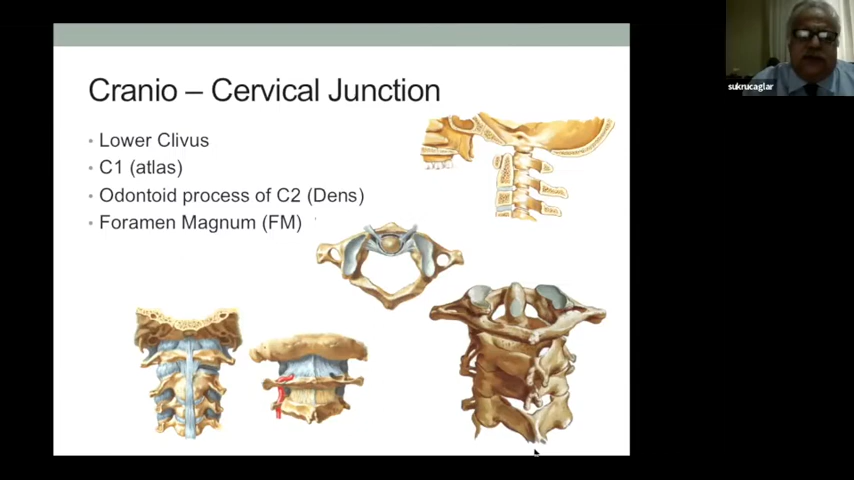 Cranio – Cervical Junction
• Lower Clivus
• C1 (atlas)
• Odontoid process of C2 (Dens)
• Foramen Magnum (FM)
sukrucaglar